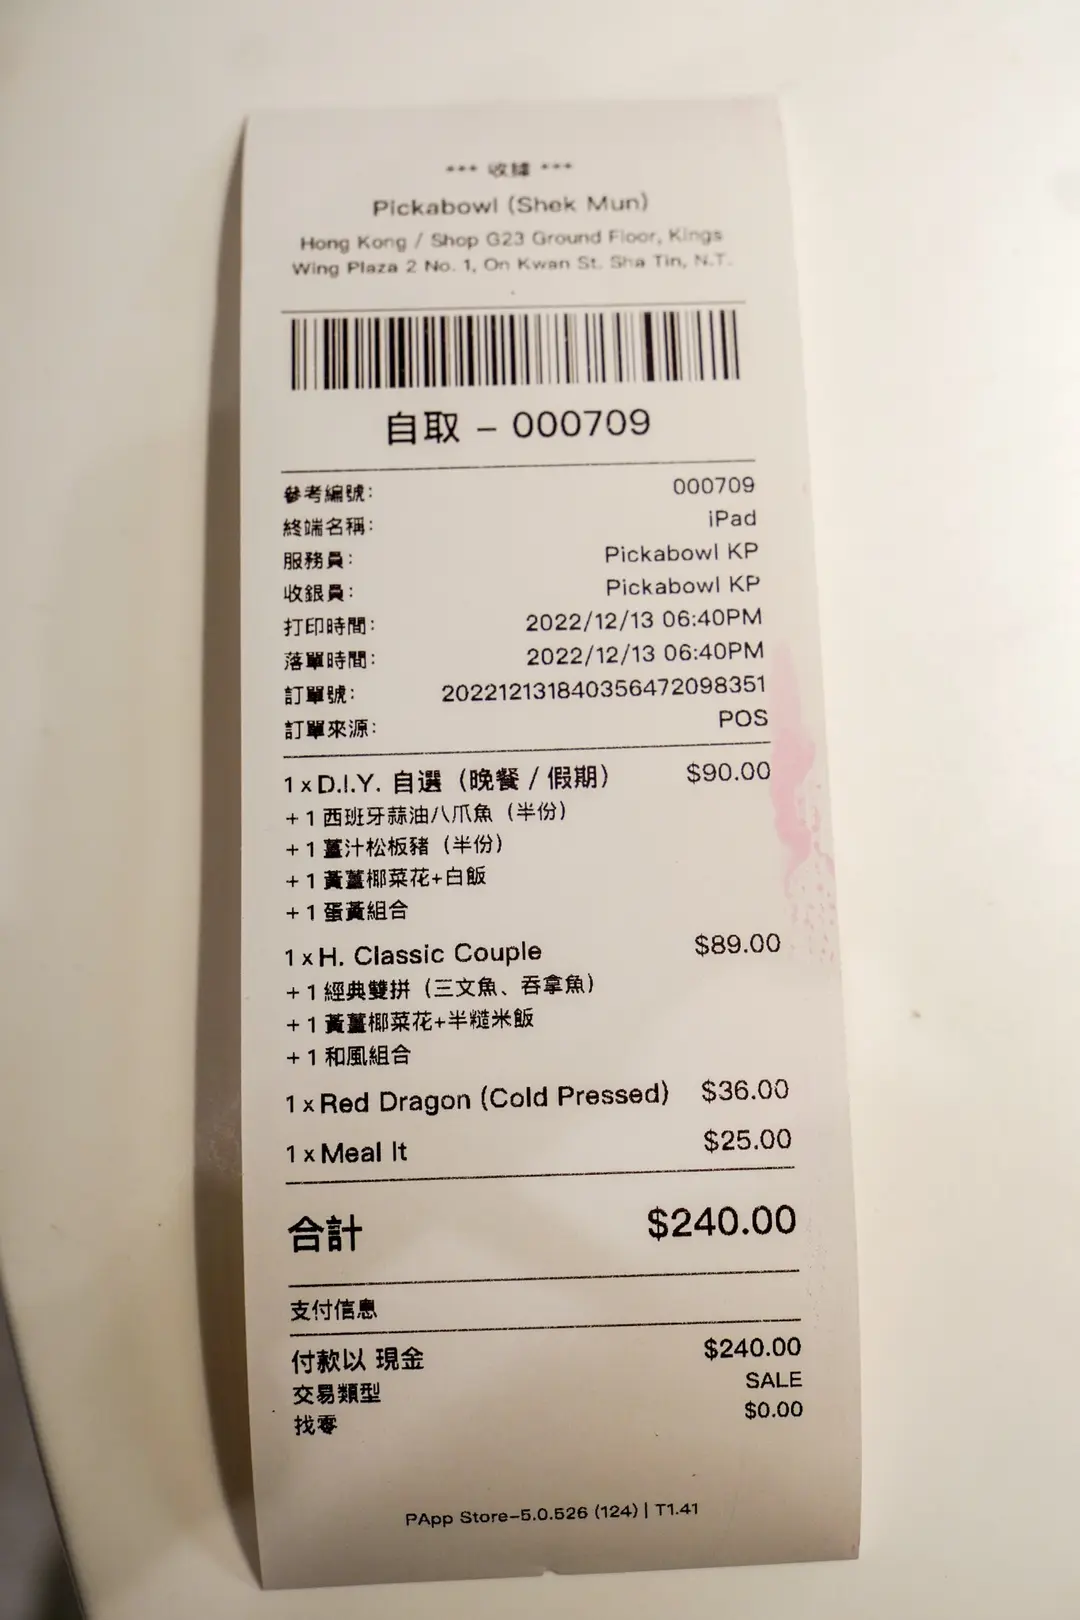 *** 收據 ***
Pickabowl (Shek Mun)
Hong Kong / Shop G23 Ground Floor, Kings
Wing Plaza 2 No. 1, On Kwan St. Sha Tin, N.T.
自取 – 000709
參考編號: 000709
終端名稱: iPad
服務員: Pickabowl KP
收銀員: Pickabowl KP
打印時間: 2022/12/13 06:40PM
落單時間: 2022/12/13 06:40PM
訂單號: 202212131840356472098351
訂單來源: POS
1 x D.I.Y. 自選（晚餐 / 假期） $90.00
+ 1 西班牙蒜油八爪魚（半份）
+ 1 薑汁松板豬（半份）
+ 1 黃薑椰菜花+白飯
+ 1 蛋黃組合
1 x H. Classic Couple $89.00
+ 1 經典雙拼（三文魚、吞拿魚）
+ 1 黃薑椰菜花+半糙米飯
+ 1 和風組合
1 x Red Dragon (Cold Pressed) $36.00
1 x Meal It $25.00
合計 $240.00
支付信息
付款以 現金 $240.00
交易類型 SALE
找零 $0.00
PApp Store-5.0.526 (124) | T1.41